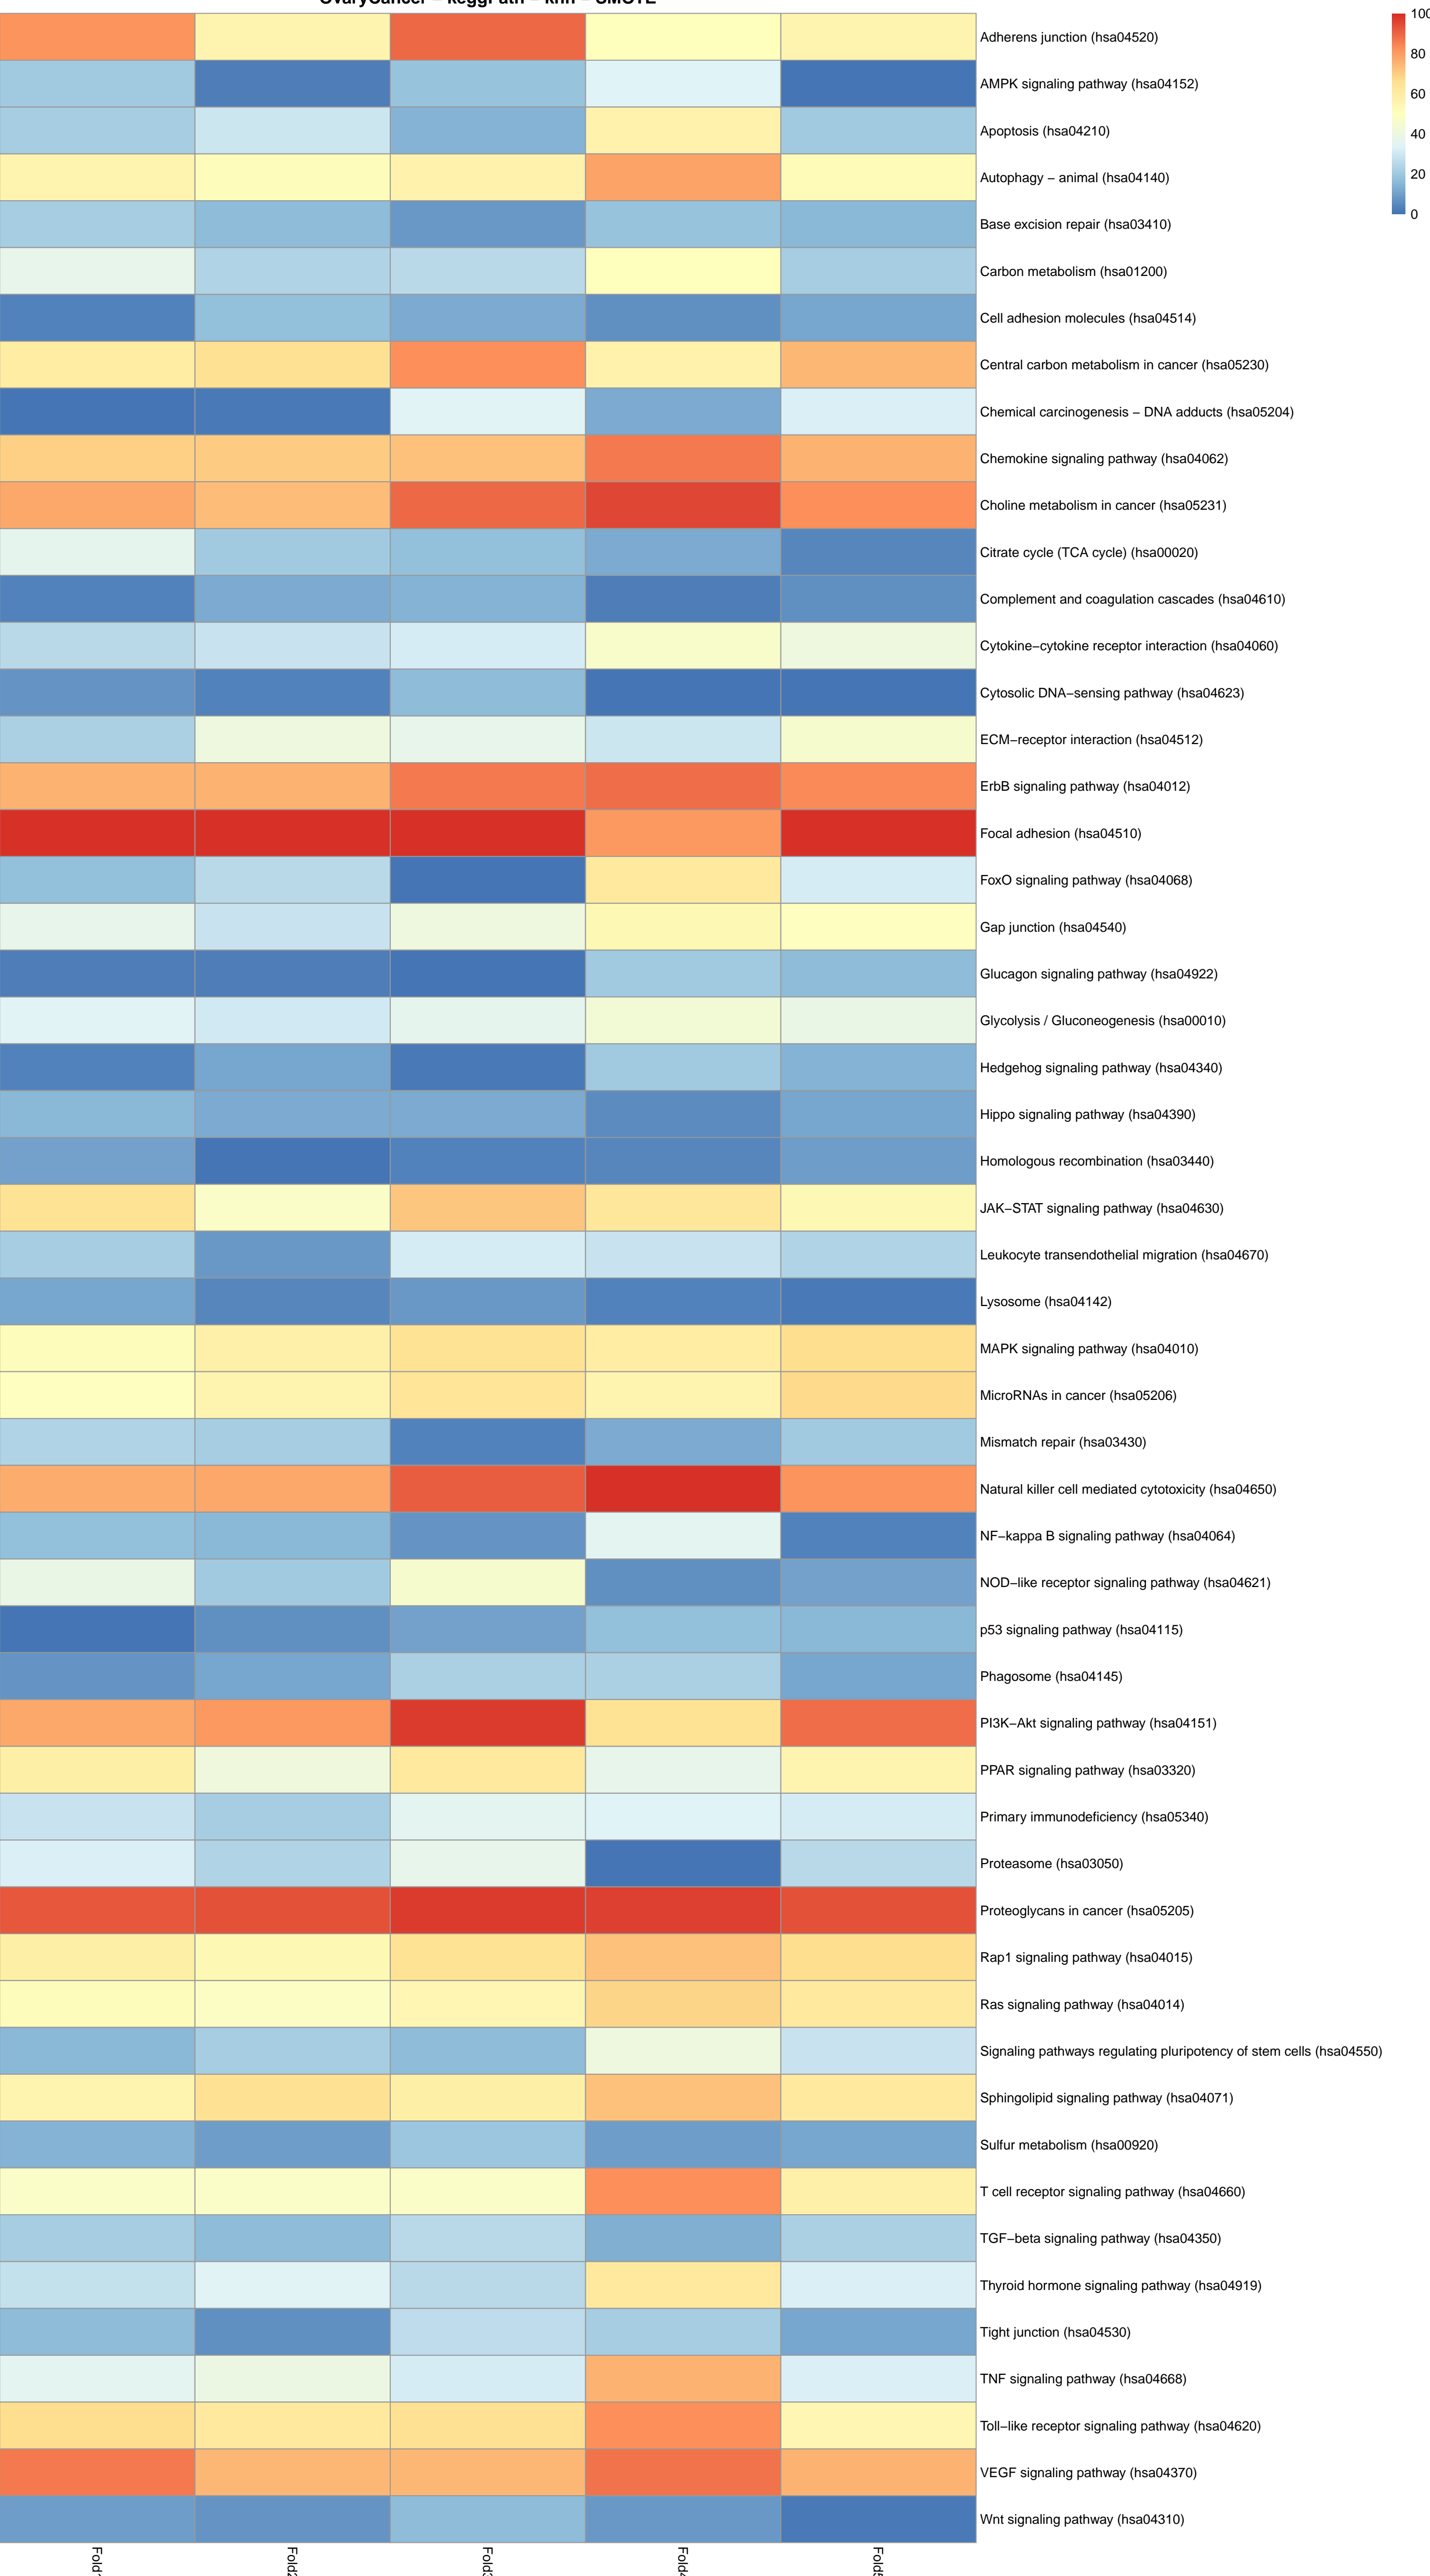 OvaryCancer − keggPath − knn − SMOTE
100
80
60
40
20
0
Adherens junction (hsa04520)
AMPK signaling pathway (hsa04152)
Apoptosis (hsa04210)
Autophagy − animal (hsa04140)
Base excision repair (hsa03410)
Carbon metabolism (hsa01200)
Cell adhesion molecules (hsa04514)
Central carbon metabolism in cancer (hsa05230)
Chemical carcinogenesis − DNA adducts (hsa05204)
Chemokine signaling pathway (hsa04062)
Choline metabolism in cancer (hsa05231)
Citrate cycle (TCA cycle) (hsa00020)
Complement and coagulation cascades (hsa04610)
Cytokine−cytokine receptor interaction (hsa04060)
Cytosolic DNA−sensing pathway (hsa04623)
ECM−receptor interaction (hsa04512)
ErbB signaling pathway (hsa04012)
Focal adhesion (hsa04510)
FoxO signaling pathway (hsa04068)
Gap junction (hsa04540)
Glucagon signaling pathway (hsa04922)
Glycolysis / Gluconeogenesis (hsa00010)
Hedgehog signaling pathway (hsa04340)
Hippo signaling pathway (hsa04390)
Homologous recombination (hsa03440)
JAK−STAT signaling pathway (hsa04630)
Leukocyte transendothelial migration (hsa04670)
Lysosome (hsa04142)
MAPK signaling pathway (hsa04010)
MicroRNAs in cancer (hsa05206)
Mismatch repair (hsa03430)
Natural killer cell mediated cytotoxicity (hsa04650)
NF−kappa B signaling pathway (hsa04064)
NOD−like receptor signaling pathway (hsa04621)
p53 signaling pathway (hsa04115)
Phagosome (hsa04145)
PI3K−Akt signaling pathway (hsa04151)
PPAR signaling pathway (hsa03320)
Primary immunodeficiency (hsa05340)
Proteasome (hsa03050)
Proteoglycans in cancer (hsa05205)
Rap1 signaling pathway (hsa04015)
Ras signaling pathway (hsa04014)
Signaling pathways regulating pluripotency of stem cells (hsa04550)
Sphingolipid signaling pathway (hsa04071)
Sulfur metabolism (hsa00920)
T cell receptor signaling pathway (hsa04660)
TGF−beta signaling pathway (hsa04350)
Thyroid hormone signaling pathway (hsa04919)
Tight junction (hsa04530)
TNF signaling pathway (hsa04668)
Toll−like receptor signaling pathway (hsa04620)
VEGF signaling pathway (hsa04370)
Wnt signaling pathway (hsa04310)
Fold1
Fold2
Fold3
Fold4
Fold5